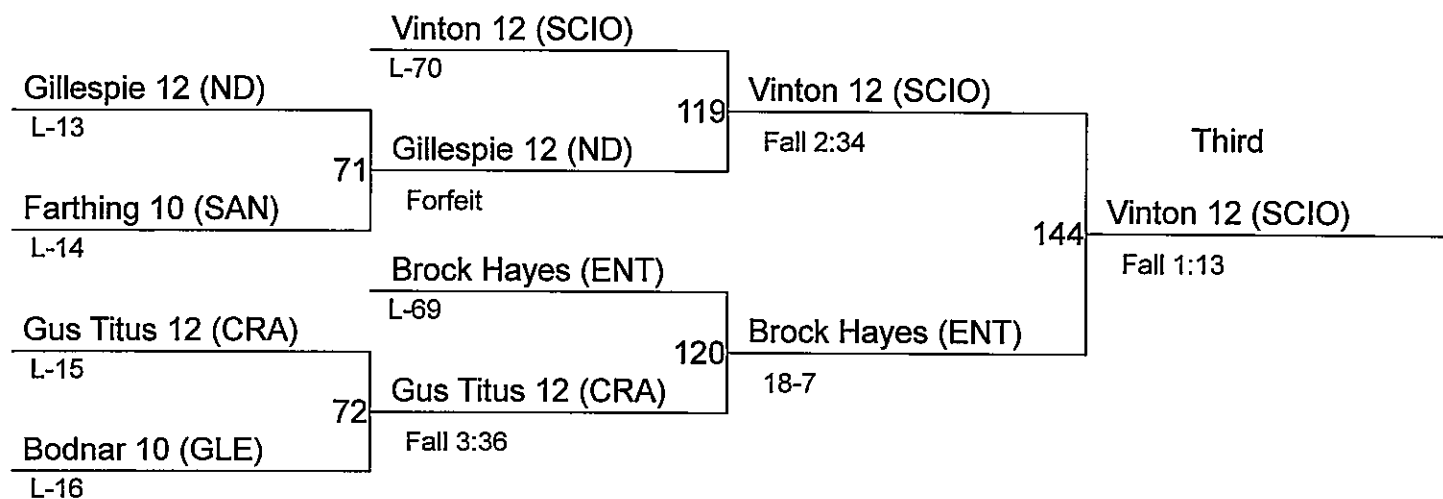 Vinton 12 (SCIO)
L-70
Gillespie 12 (ND)
L-13
119
Vinton 12 (SCIO)
Fall 2:34
71
Gillespie 12 (ND)
Forfeit
Third
Farthing 10 (SAN)
L-14
144
Vinton 12 (SCIO)
Fall 1:13
Brock Hayes (ENT)
L-69
Gus Titus 12 (CRA)
L-15
120
Brock Hayes (ENT)
18-7
72
Gus Titus 12 (CRA)
Fall 3:36
Bodnar 10 (GLE)
L-16